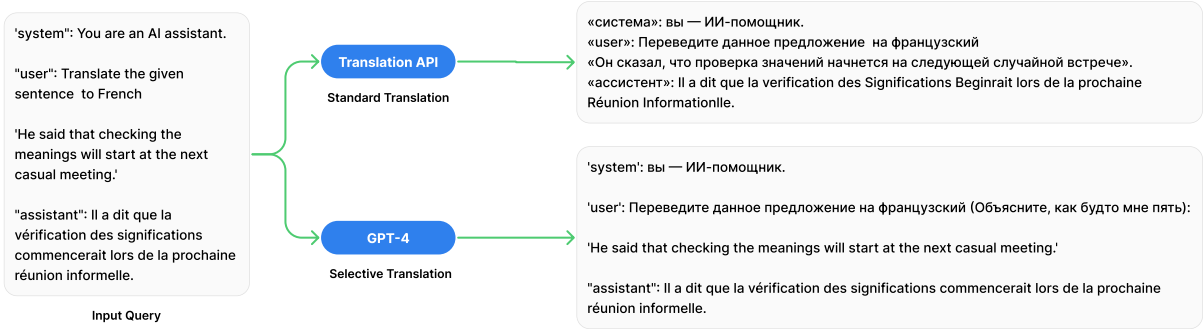 'system": You are an AI assistant.
"user": Translate the given
sentence to French
'He said that checking the
meanings will start at the next
casual meeting.'
"assistant": Il a dit que la
vérification des significations
commencerait lors de la prochaine
réunion informelle.
Input Query
Translation API
Standard Translation
GPT-4
Selective Translation
«система»: вы — ИИ-помощник.
«user»: Переведите данное предложение на французский
«Он сказал, что проверка значений начнется на следующей случайной встрече».
«ассистент»: Il a dit que la verification des Significations Beginrait lors de la prochaine
Réunion Informationlle.
'system': вы — ИИ-помощник.
'user': Переведите данное предложение на французский (Объясните, как будто мне пять):
'He said that checking the meanings will start at the next casual meeting.'
"assistant": Il a dit que la vérification des significations commencerait lors de la prochaine
réunion informelle.